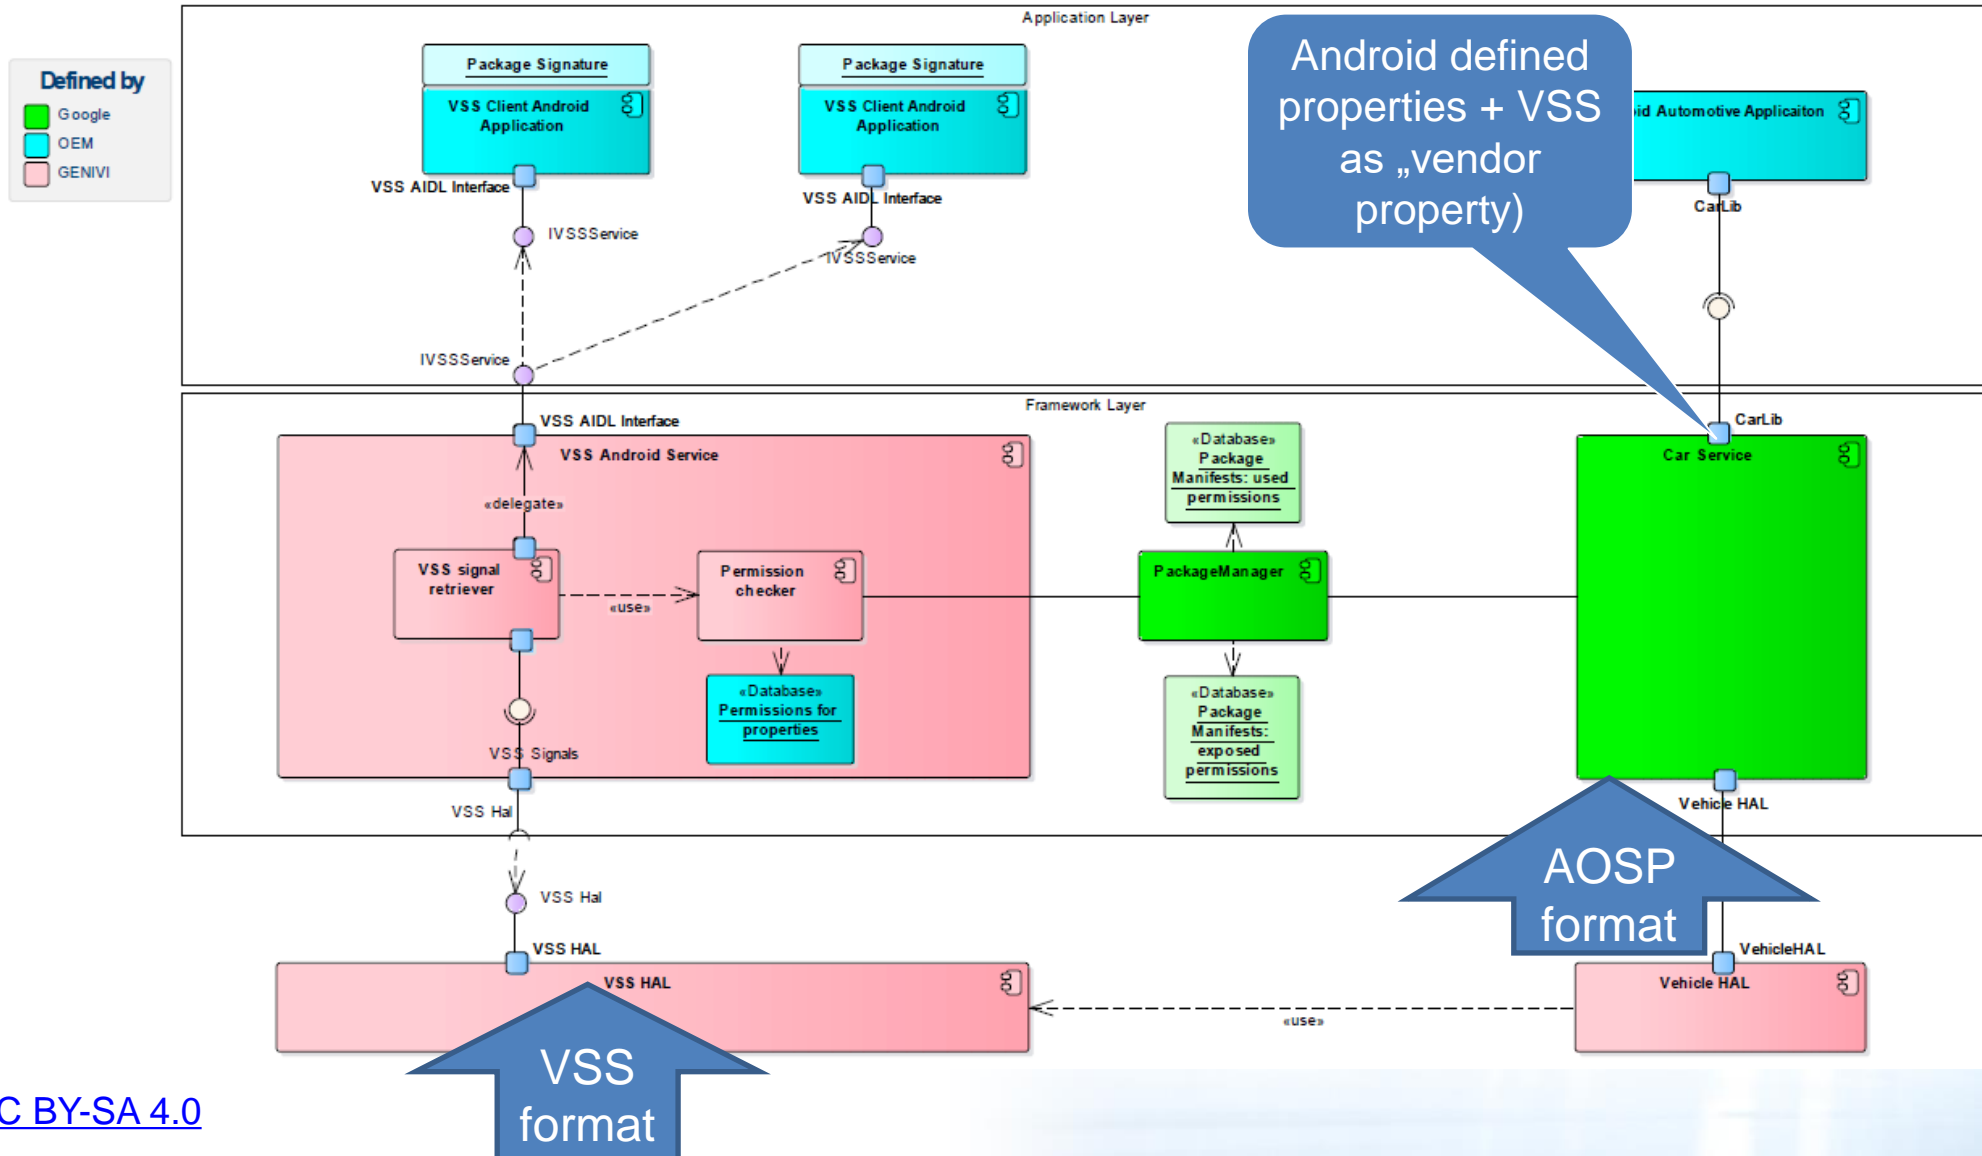 Application Layer
Defined by
Google
OEM
GENIVI
Package Signature
VSS Client Android
Application
VSS AIDL Interface
IVSSService
Package Signature
VSS Client Android
Application
VSS AIDL Interface
IVSSService
Android defined
properties + VSS
as „vendor
property)
Automotive Applicaiton
CarLib
IVSSService
Framework Layer
VSS AIDL Interface
VSS Android Service
«delegate»
VSS signal
retriever
«use»
Permission
checker
«Database»
Permissions for
properties
VSS Signals
VSS Hal
«Database»
Package
Manifests: used
permissions
PackageManager
«Database»
Package
Manifests:
exposed
permissions
CarLib
Car Service
Vehicle HAL
AOSP
format
VSS Hal
VSS HAL
VSS HAL
«use»
VehicleHAL
Vehicle HAL
VSS
format
C BY-SA 4.0